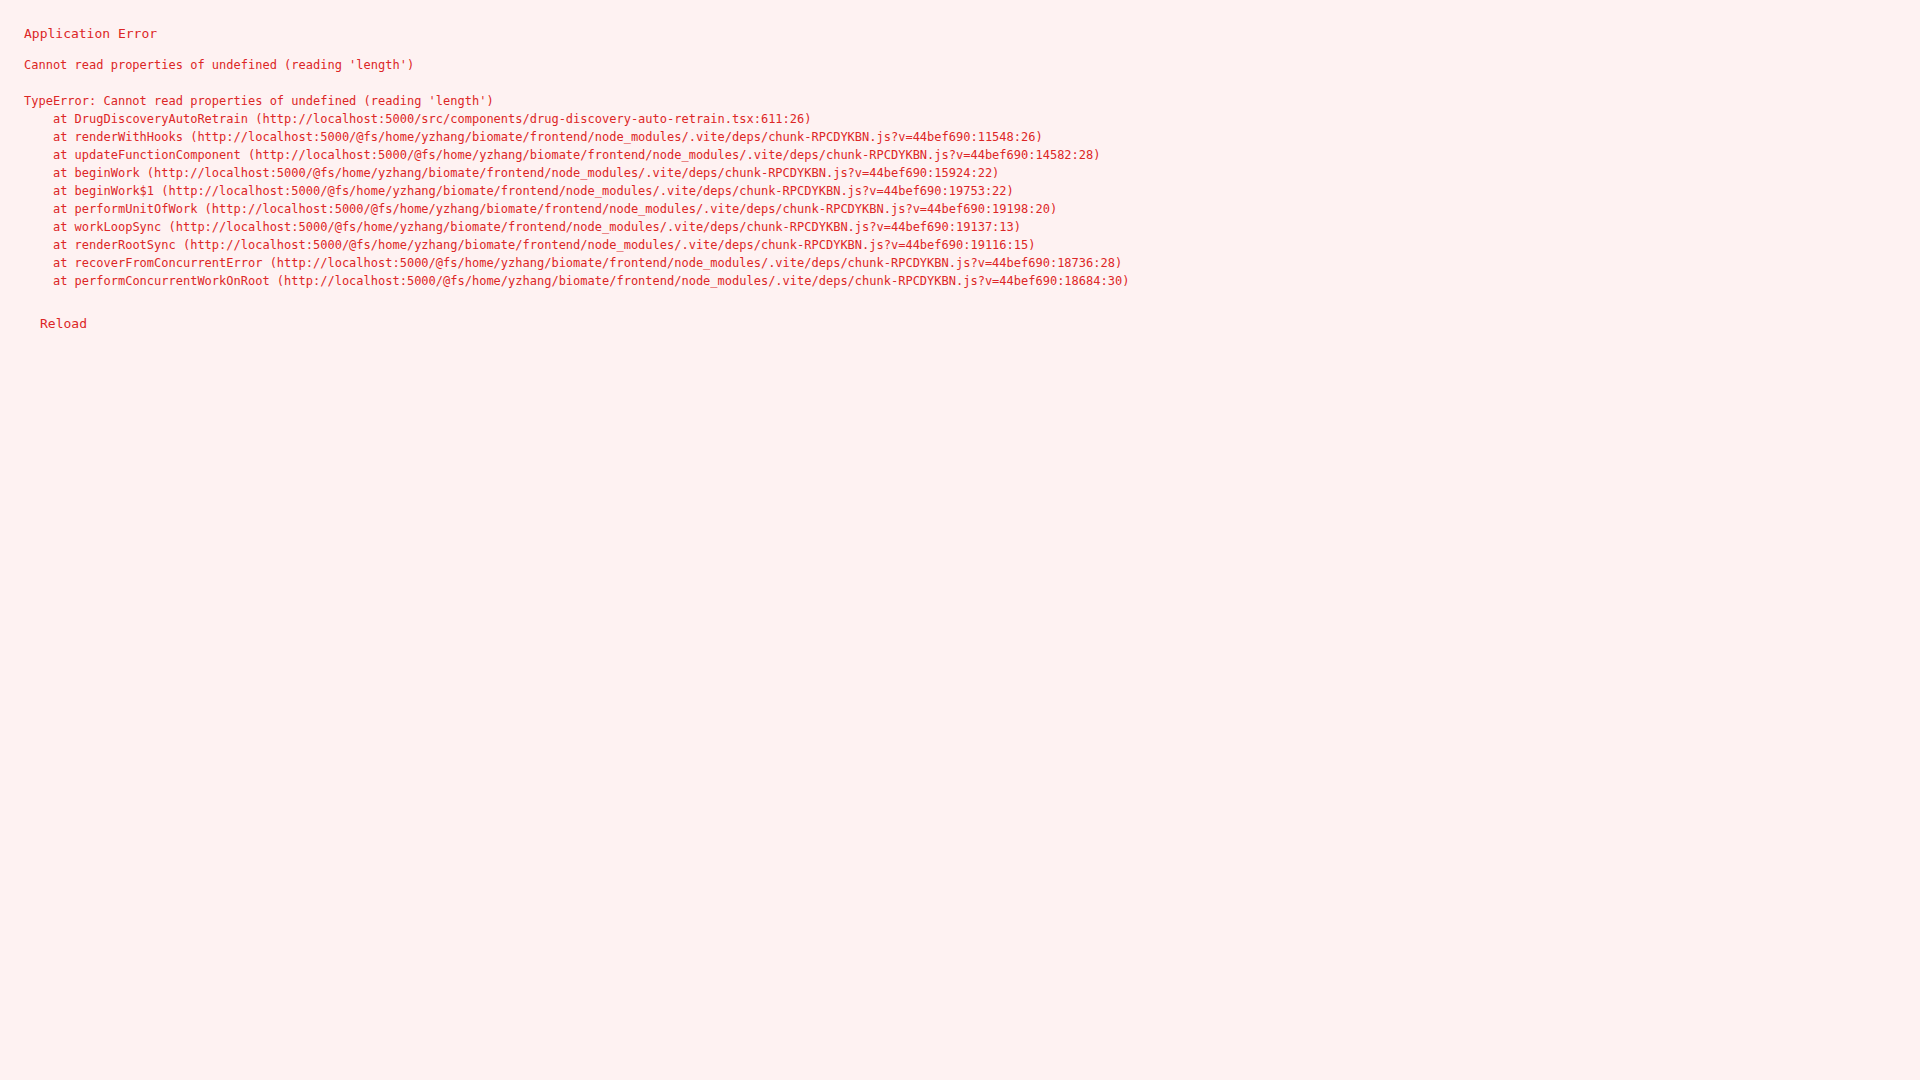 Application Error
Cannot read properties of undefined (reading 'length')
TypeError: Cannot read properties of undefined (reading 'length')
    at DrugDiscoveryAutoRetrain (http://localhost:5000/src/components/drug-discovery-auto-retrain.tsx:611:26)
    at renderWithHooks (http://localhost:5000/@fs/home/yzhang/biomate/frontend/node_modules/.vite/deps/chunk-RPCDYKBN.js?v=44bef690:11548:26)
    at updateFunctionComponent (http://localhost:5000/@fs/home/yzhang/biomate/frontend/node_modules/.vite/deps/chunk-RPCDYKBN.js?v=44bef690:14582:28)
    at beginWork (http://localhost:5000/@fs/home/yzhang/biomate/frontend/node_modules/.vite/deps/chunk-RPCDYKBN.js?v=44bef690:15924:22)
    at beginWork$1 (http://localhost:5000/@fs/home/yzhang/biomate/frontend/node_modules/.vite/deps/chunk-RPCDYKBN.js?v=44bef690:19753:22)
    at performUnitOfWork (http://localhost:5000/@fs/home/yzhang/biomate/frontend/node_modules/.vite/deps/chunk-RPCDYKBN.js?v=44bef690:19198:20)
    at workLoopSync (http://localhost:5000/@fs/home/yzhang/biomate/frontend/node_modules/.vite/deps/chunk-RPCDYKBN.js?v=44bef690:19137:13)
    at renderRootSync (http://localhost:5000/@fs/home/yzhang/biomate/frontend/node_modules/.vite/deps/chunk-RPCDYKBN.js?v=44bef690:19116:15)
    at recoverFromConcurrentError (http://localhost:5000/@fs/home/yzhang/biomate/frontend/node_modules/.vite/deps/chunk-RPCDYKBN.js?v=44bef690:18736:28)
    at performConcurrentWorkOnRoot (http://localhost:5000/@fs/home/yzhang/biomate/frontend/node_modules/.vite/deps/chunk-RPCDYKBN.js?v=44bef690:18684:30)
Reload